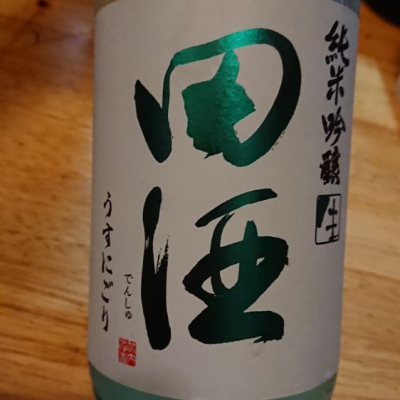 純米吟醸 生
田酒
でんしゅ
うすにごり